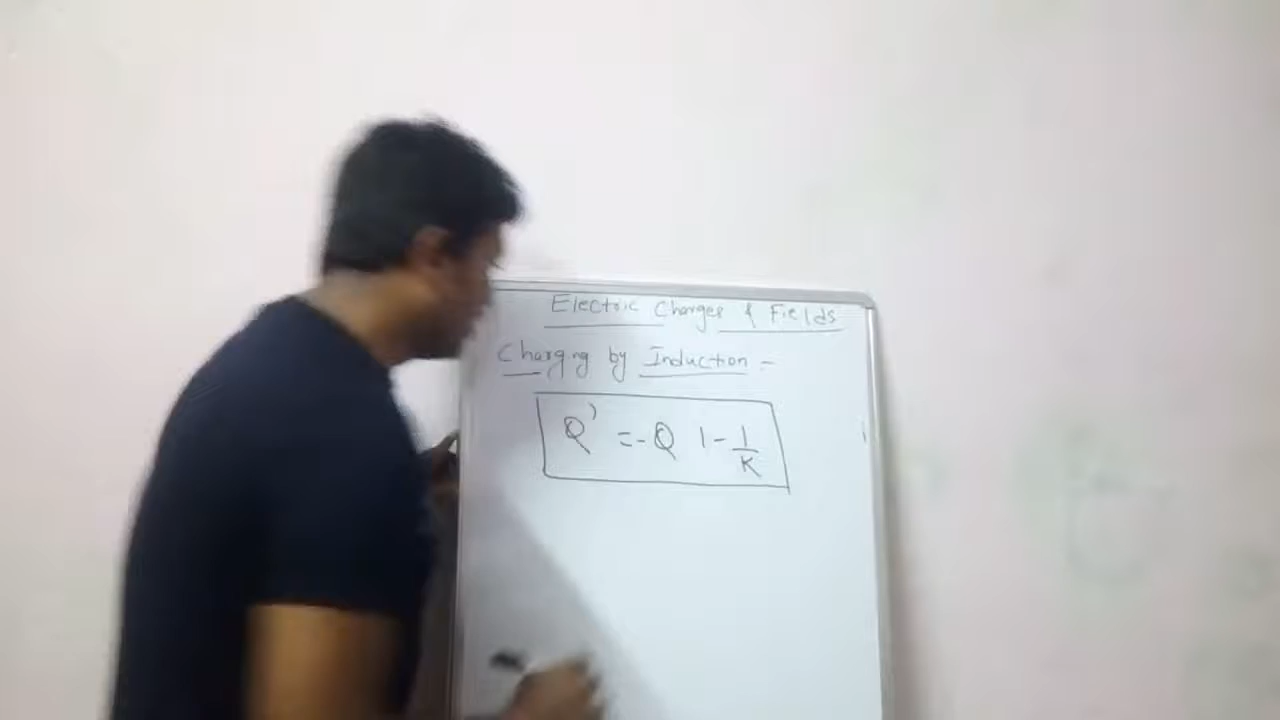 Electric Charges & Fields
Charging by Induction -
Q' = -Q 1 - 1/K